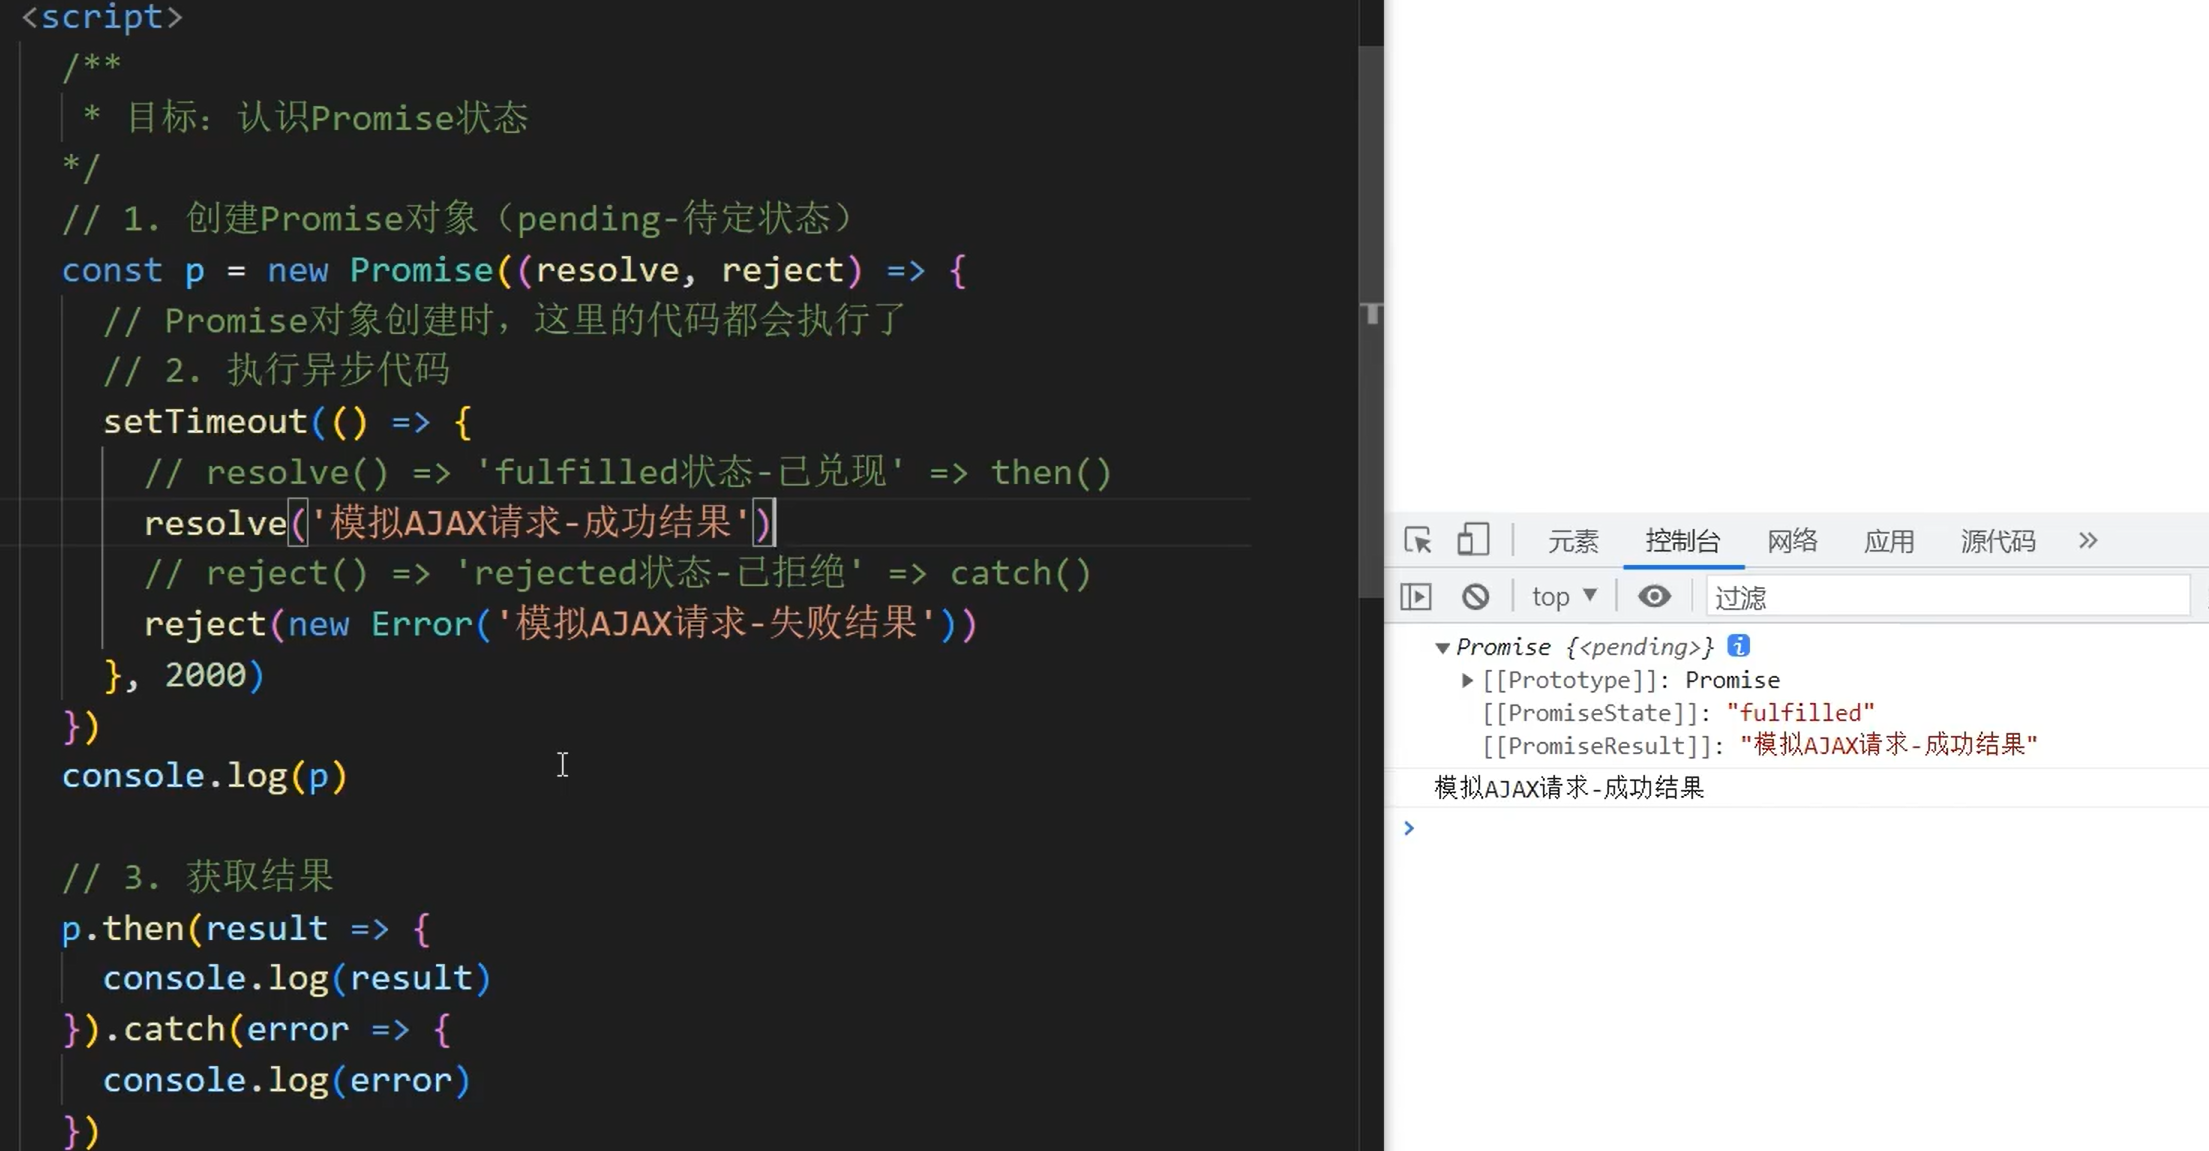 <script>
/**
* 目标：认识Promise状态
*/
// 1. 创建Promise对象（pending-待定状态）
const p = new Promise((resolve, reject) => {
// Promise对象创建时，这里的代码都会执行了
// 2. 执行异步代码
setTimeout(() => {
// resolve() => 'fulfilled状态-已兑现' => then()
resolve('模拟AJAX请求-成功结果')
// reject() => 'rejected状态-已拒绝' => catch()
reject(new Error('模拟AJAX请求-失败结果'))
}, 2000)
})
console.log(p)
// 3. 获取结果
p.then(result => {
console.log(result)
}).catch(error => {
console.log(error)
})
元素 控制台 网络 应用 源代码 »
top ▼ 过滤
Promise {<pending>} i
[[Prototype]]: Promise
[[PromiseState]]: "fulfilled"
[[PromiseResult]]: "模拟AJAX请求-成功结果"
模拟AJAX请求-成功结果
>